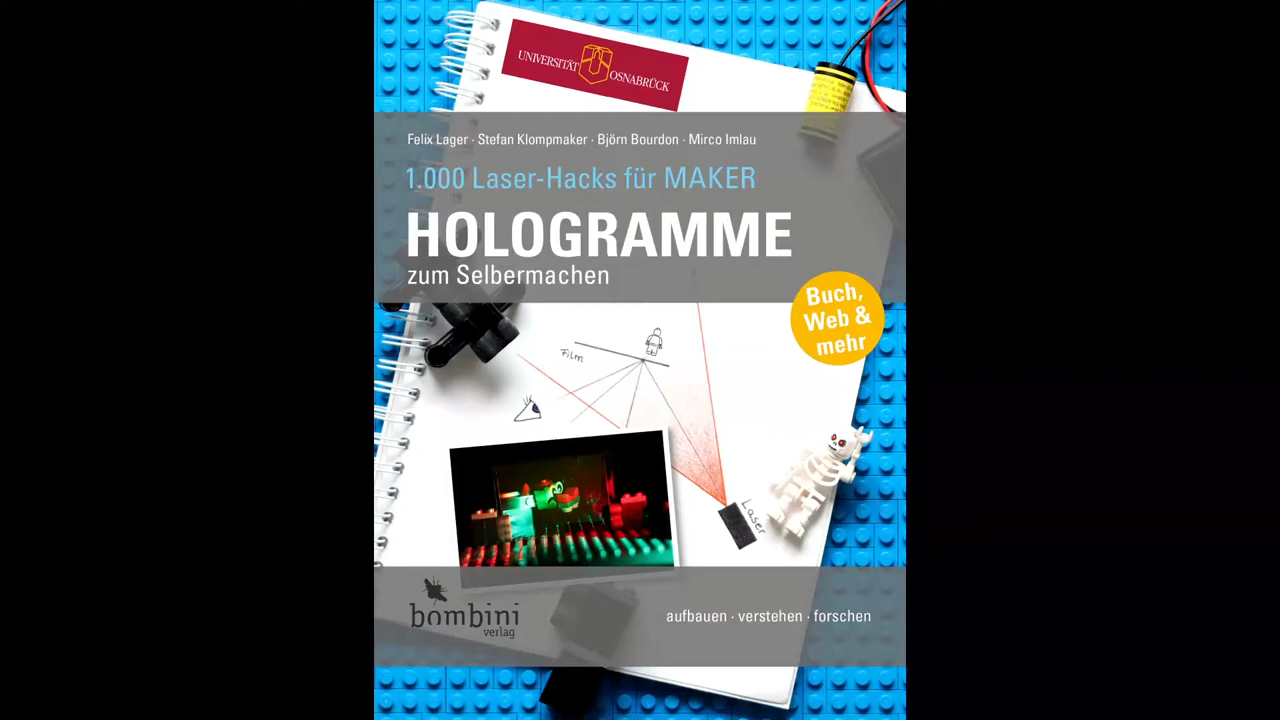 UNIVERSITÄT OSNABRÜCK
Felix Lager · Stefan Klompmaker · Björn Bourdon · Mirco Imlau
1.000 Laser-Hacks für MAKER
HOLOGRAMME
zum Selbermachen
Buch,
Web &
mehr
Film
Laser
bombini
verlag
aufbauen · verstehen · forschen